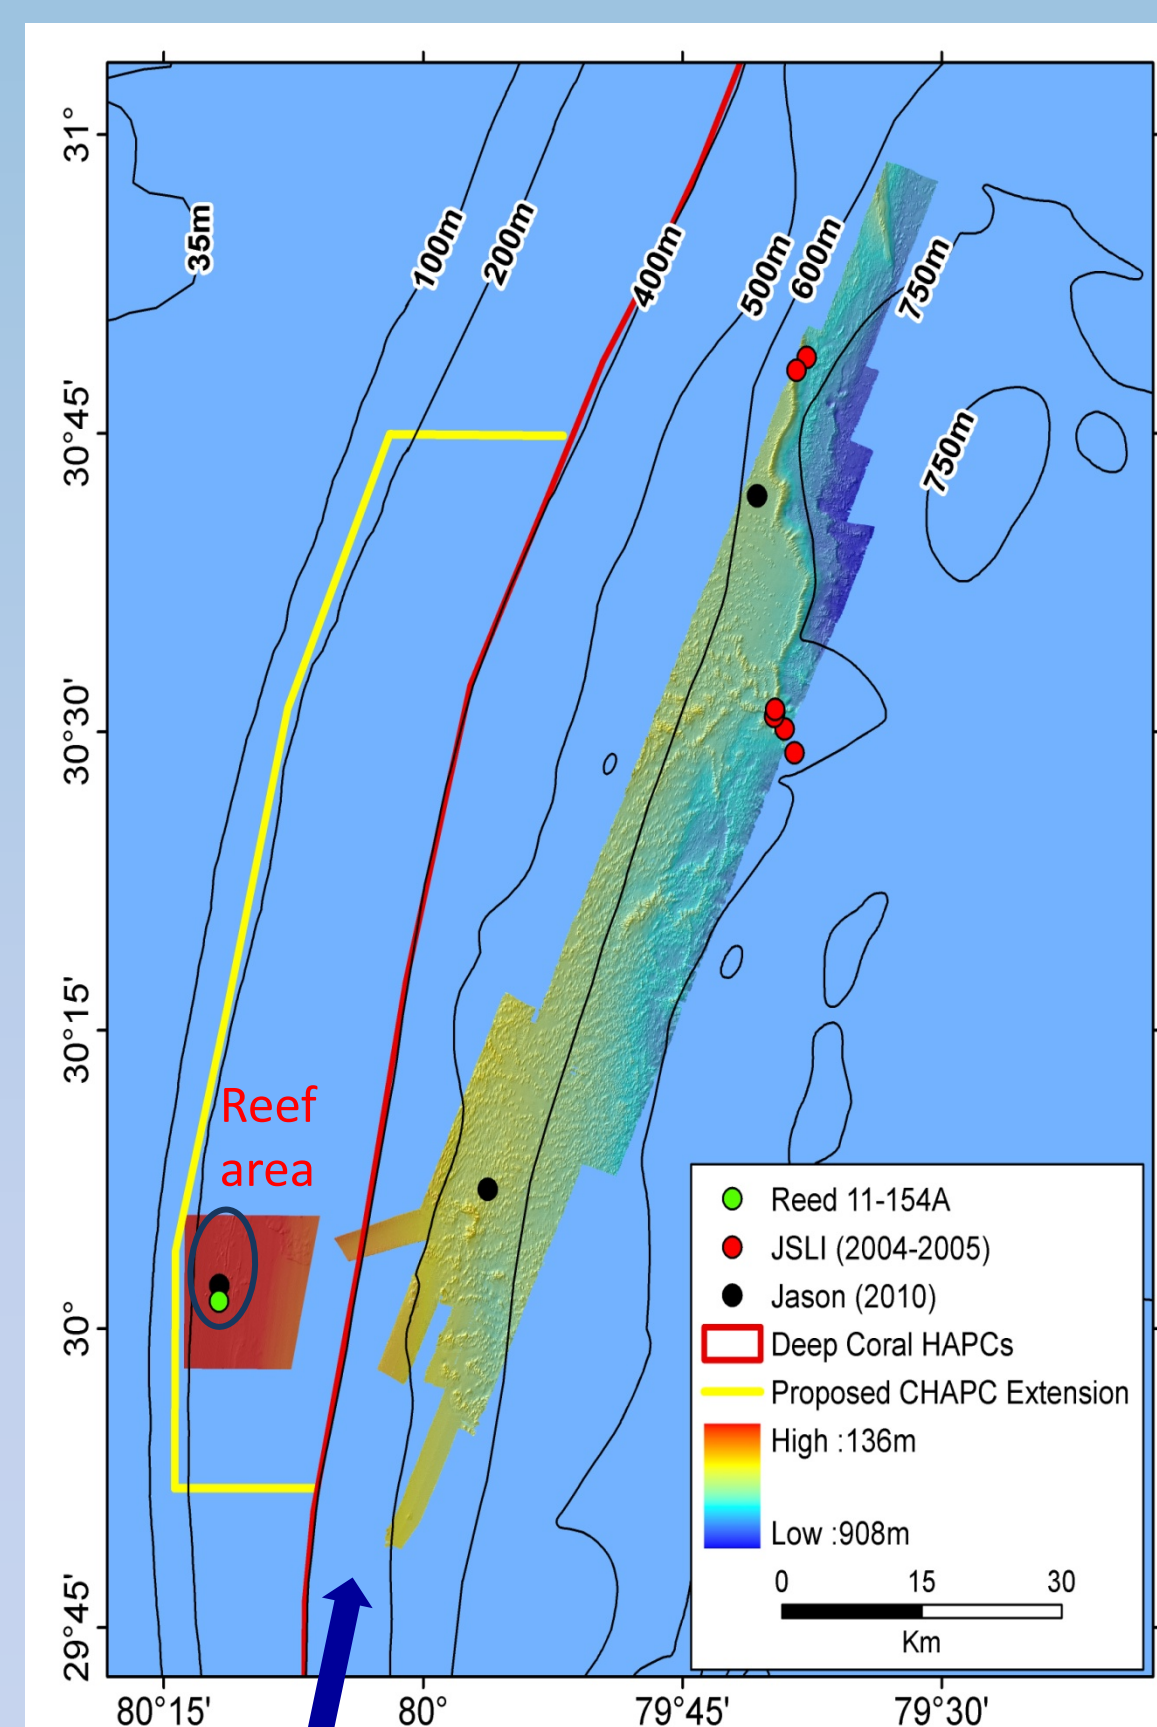 31°
30°45'
30°30'
30°15'
30°
29°45'
35m
100m
200m
400m
500m
600m
750m
750m
Reef
area
Reed 11-154A
JSLI (2004-2005)
Jason (2010)
Deep Coral HAPCs
Proposed CHAPC Extension
High :136m
Low :908m
0 15 30
Km
80°15' 80° 79°45' 79°30'